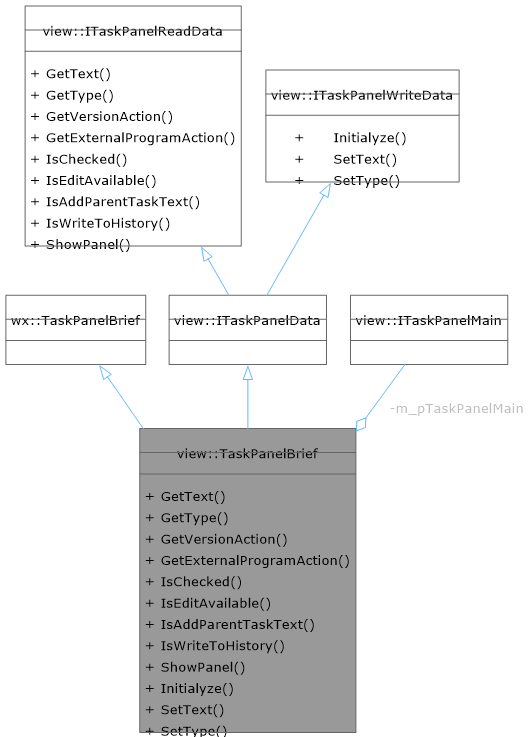 view::ITaskPanelReadData
+ GetText()
+ GetType()
+ GetVersionAction()
+ GetExternalProgramAction()
+ IsChecked()
+ IsEditAvailable()
+ IsAddParentTaskText()
+ IsWriteToHistory()
+ ShowPanel()
view::ITaskPanelWriteData
+ Initialyze()
+ SetText()
+ SetType()
wx::TaskPanelBrief
view::ITaskPanelData
view::ITaskPanelMain
-m_pTaskPanelMain
view::TaskPanelBrief
+ GetText()
+ GetType()
+ GetVersionAction()
+ GetExternalProgramAction()
+ IsChecked()
+ IsEditAvailable()
+ IsAddParentTaskText()
+ IsWriteToHistory()
+ ShowPanel()
+ Initialyze()
+ SetText()
+ SetType()